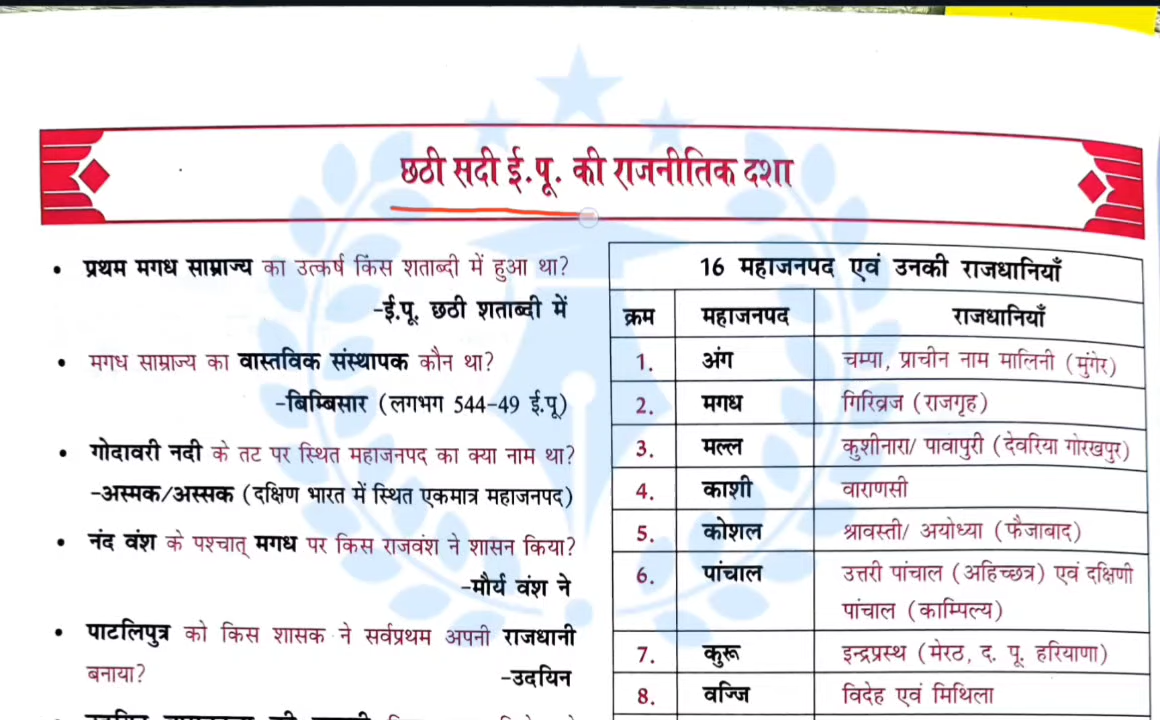 छठी सदी ई.पू. की राजनीतिक दशा
• प्रथम मगध साम्राज्य का उत्कर्ष किस शताब्दी में हुआ था?
-ई.पू. छठी शताब्दी में
• मगध साम्राज्य का वास्तविक संस्थापक कौन था?
-बिम्बिसार (लगभग 544-49 ई.पू)
• गोदावरी नदी के तट पर स्थित महाजनपद का क्या नाम था?
-अस्मक/अस्सक (दक्षिण भारत में स्थित एकमात्र महाजनपद)
• नंद वंश के पश्चात् मगध पर किस राजवंश ने शासन किया?
-मौर्य वंश ने
• पाटलिपुत्र को किस शासक ने सर्वप्रथम अपनी राजधानी
बनाया? -उदयिन
16 महाजनपद एवं उनकी राजधानियाँ
क्रम महाजनपद राजधानियाँ
1. अंग चम्पा, प्राचीन नाम मालिनी (मुंगेर)
2. मगध गिरिव्रज (राजगृह)
3. मल्ल कुशीनारा/ पावापुरी (देवरिया गोरखपुर)
4. काशी वाराणसी
5. कोशल श्रावस्ती/ अयोध्या (फैजाबाद)
6. पांचाल उत्तरी पांचाल (अहिच्छत्र) एवं दक्षिणी
पांचाल (काम्पिल्य)
7. कुरू इन्द्रप्रस्थ (मेरठ, द. पू. हरियाणा)
8. वज्जि विदेह एवं मिथिला